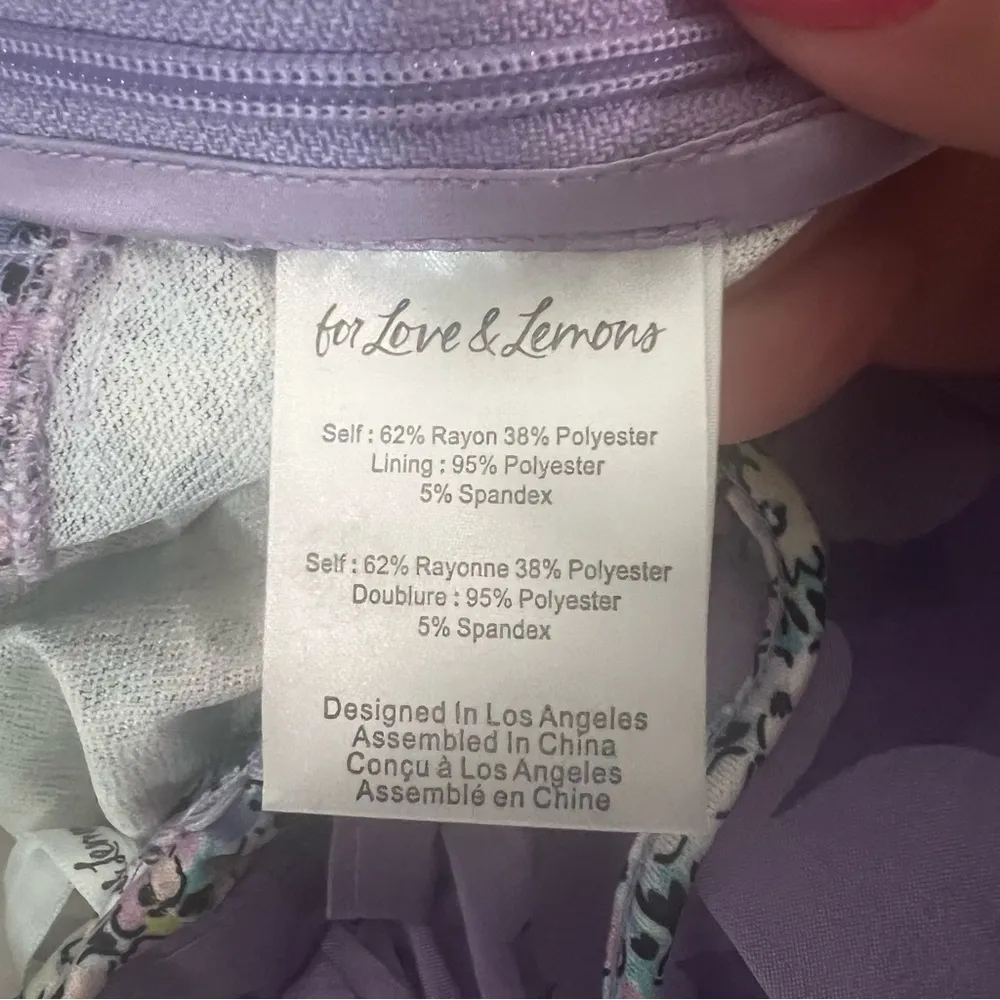 for Love & Lemons
Self : 62% Rayon 38% Polyester
Lining : 95% Polyester
5% Spandex
Self : 62% Rayonne 38% Polyester
Doublure : 95% Polyester
5% Spandex
Designed In Los Angeles
Assembled In China
Conçu à Los Angeles
Assemblé en Chine